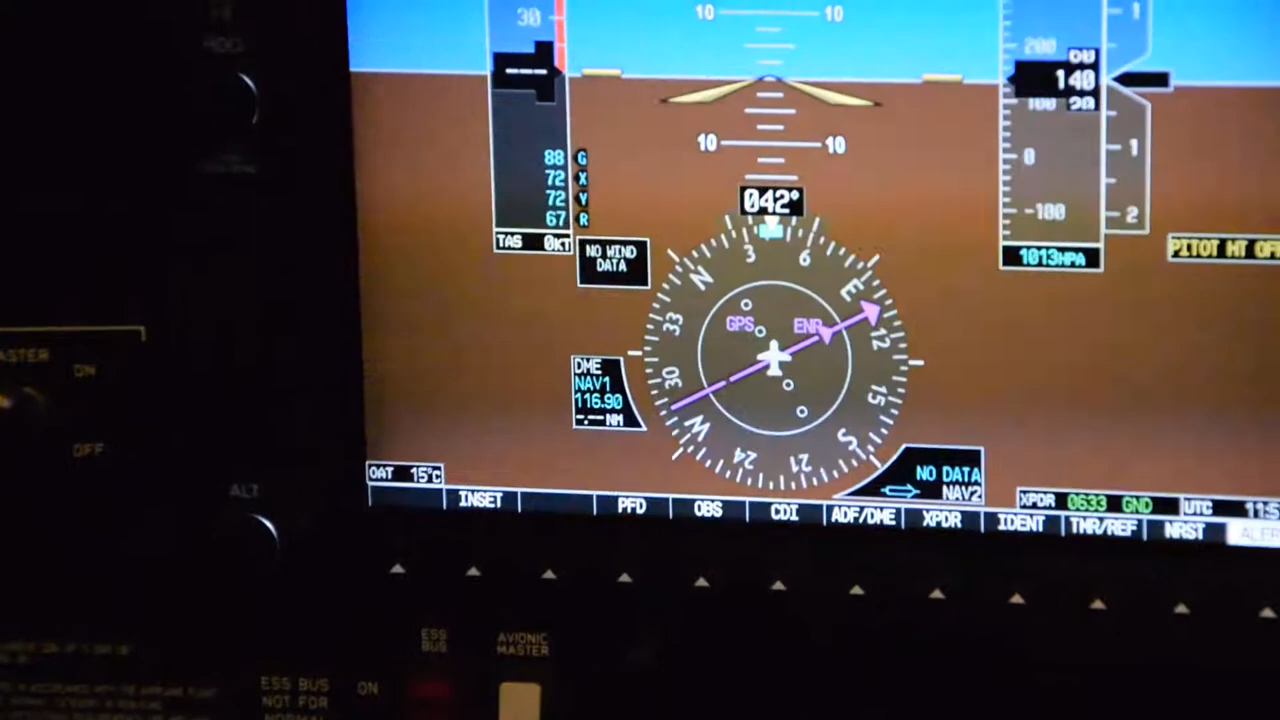 30
10 10
200
60
140
20
100
1
10 10
0
1
-100
2
88 G
72 X
72 Y
67 R
TAS 0KT
042°
NO WIND
DATA
1013HPA
PITOT HT OFF
N 3 6 E 12 15 S 21 24 W 30 33
GPS ENR
DME
NAV1
116.90
-.-- NM
OAT 15°C
NO DATA
NAV2
XPDR 0633 GND
UTC 11:5
INSET PFD OBS CDI ADF/DME XPDR IDENT TMR/REF NRST
ON
OFF
ALT
ESS
BUS
AVIONIC
MASTER
ESS BUS
NOT FOR
ON